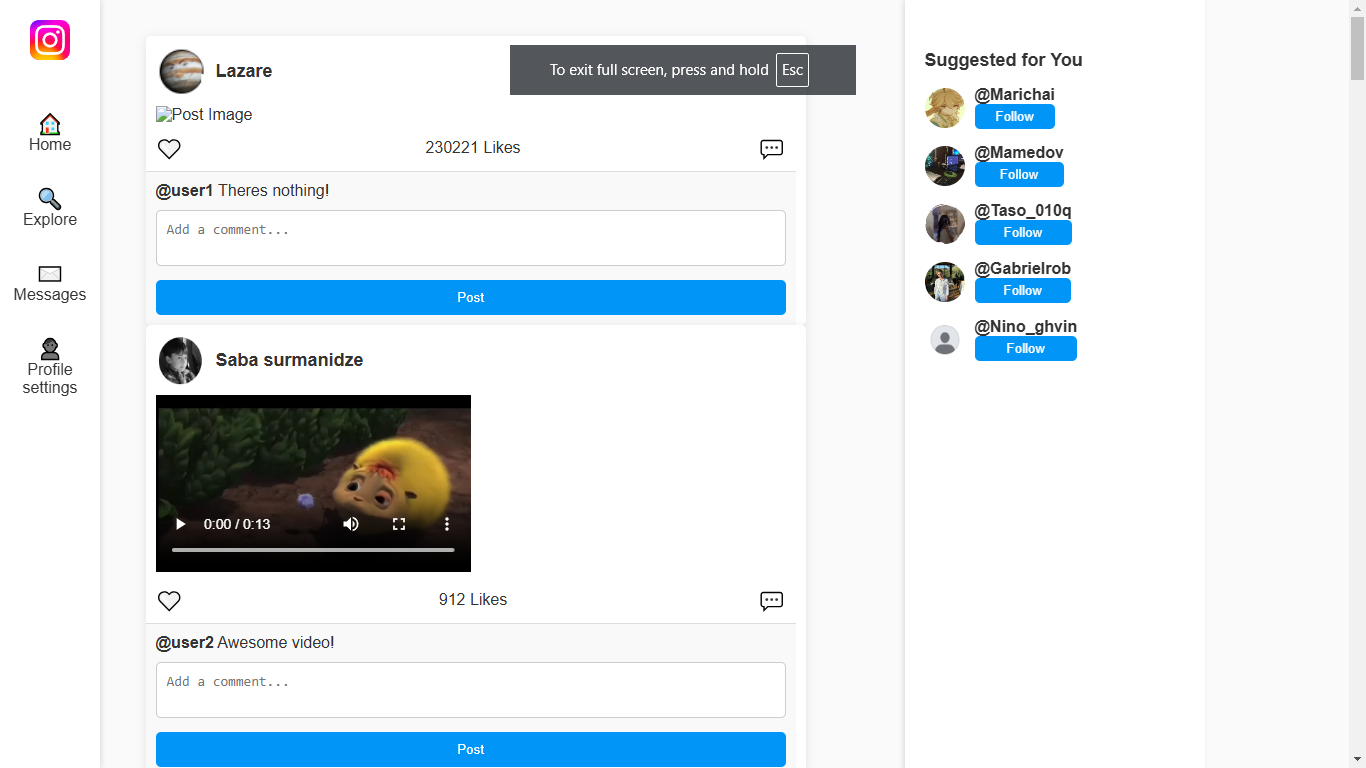 To exit full screen, press and hold Esc
Home
Explore
Messages
Profile
settings
Lazare
Post Image
230221 Likes
@user1 Theres nothing!
Add a comment...
Post
Saba surmanidze
0:00 / 0:13
912 Likes
@user2 Awesome video!
Add a comment...
Post
Suggested for You
@Marichai
Follow
@Mamedov
Follow
@Taso_010q
Follow
@Gabrielrob
Follow
@Nino_ghvin
Follow